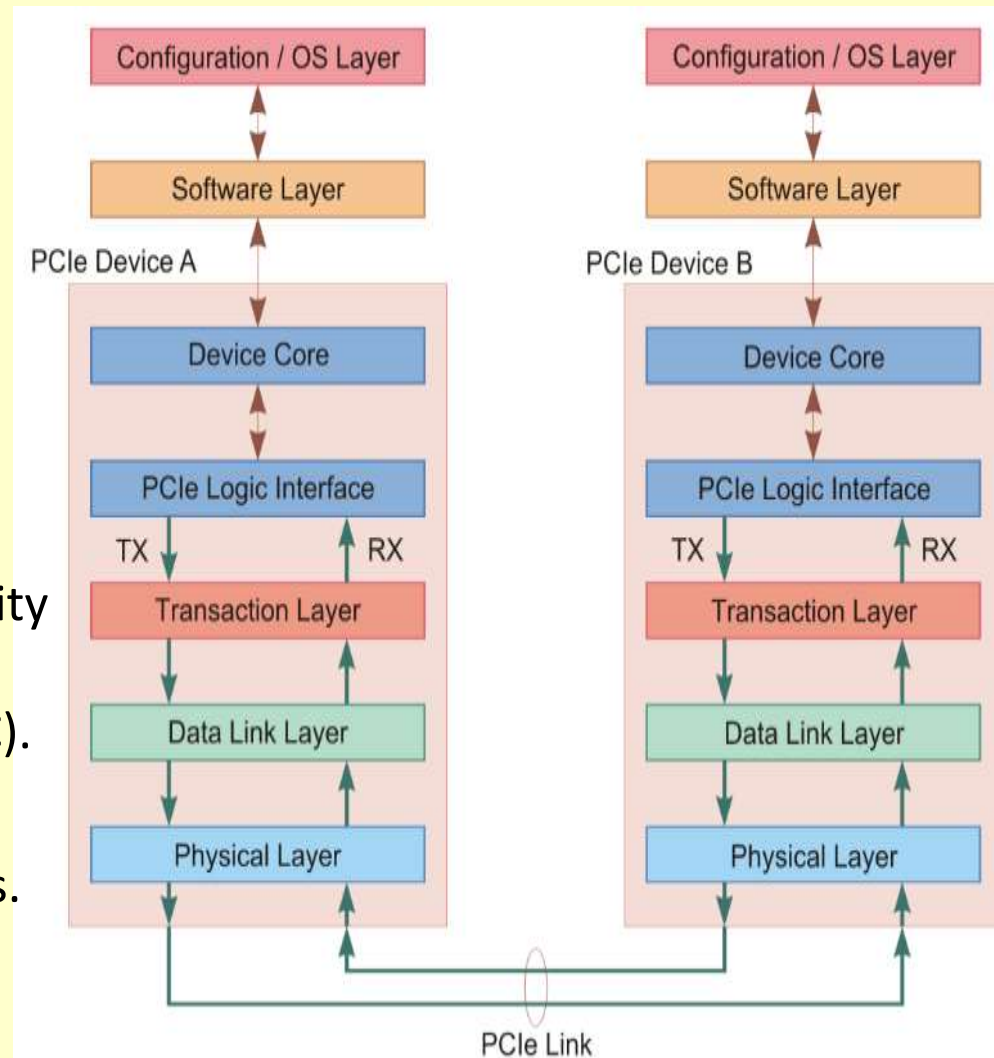 Configuration / OS Layer
Software Layer
PCIe Device A
Device Core
PCIe Logic Interface
TX
RX
Transaction Layer
Data Link Layer
Physical Layer
Configuration / OS Layer
Software Layer
PCIe Device B
Device Core
PCIe Logic Interface
TX
RX
Transaction Layer
Data Link Layer
Physical Layer
PCIe Link
ity
).
s.